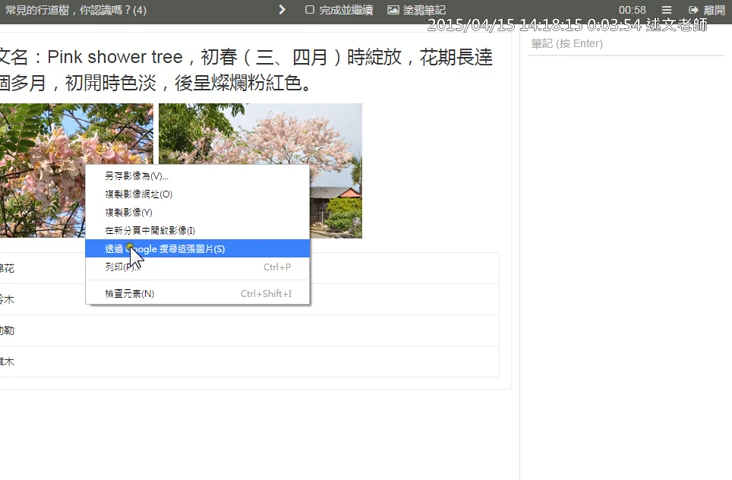 常見的行道樹，你認識嗎？(4)
完成並繼續
塗鴉筆記
00:58
離開
2015/04/15 14:18:15 0:03:54 述文老師
筆記 (按 Enter)
文名：Pink shower tree，初春（三、四月）時綻放，花期長達
個多月，初開時色淡，後呈燦爛粉紅色。
另存影像為(V)...
複製影像網址(O)
複製影像(Y)
在新分頁中開啟影像(I)
透過 Google 搜尋這張圖片(S)
列印(P)... Ctrl+P
檢查元素(N) Ctrl+Shift+I
棉花
木
勒
木